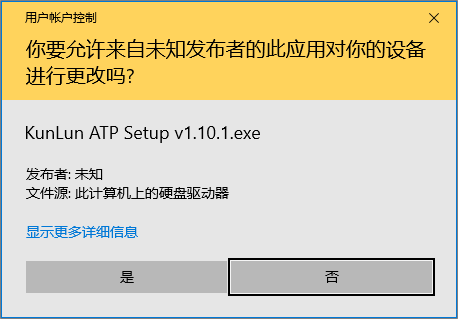 用户帐户控制
你要允许来自未知发布者的此应用对你的设备
进行更改吗?
KunLun ATP Setup v1.10.1.exe
发布者: 未知
文件源: 此计算机上的硬盘驱动器
显示更多详细信息
是
否